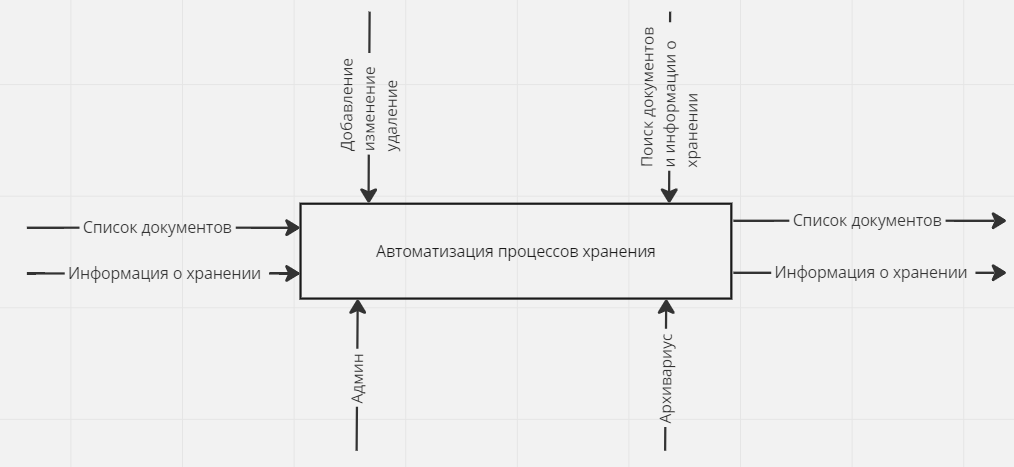 Добавление
изменение
удаление
Поиск документов
и информации о
хранении
Список документов
Информация о хранении
Автоматизация процессов хранения
Список документов
Информация о хранении
Админ
Архивариус